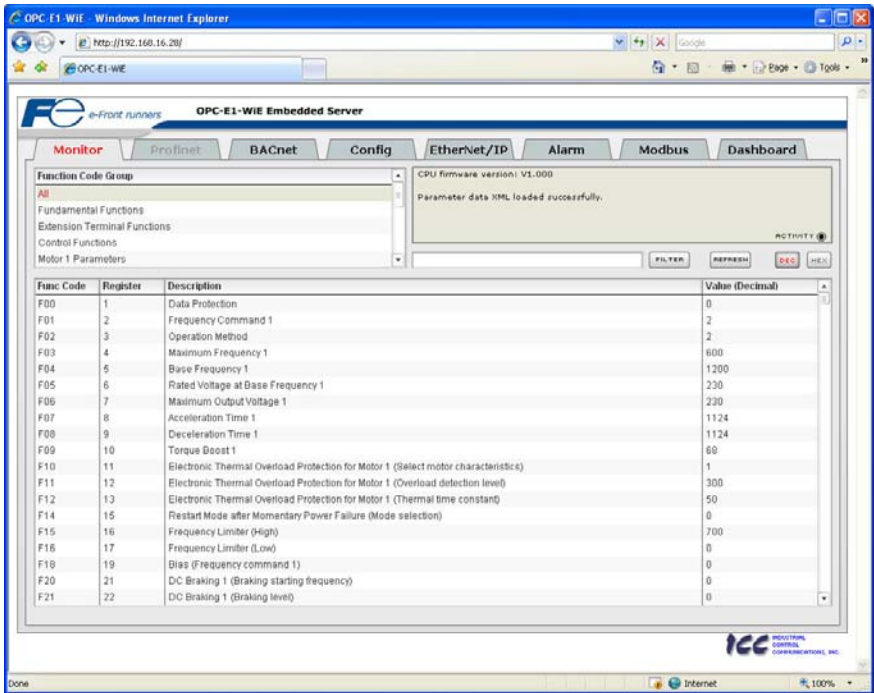 OPC-E1-WiE - Windows Internet Explorer
http://192.168.16.28/
Google
OPC-E1-WiE
Page
Tools
Fe e-Front runners
OPC-E1-WiE Embedded Server
Monitor Profinet BACnet Config EtherNet/IP Alarm Modbus Dashboard
Function Code Group
All
Fundamental Functions
Extension Terminal Functions
Control Functions
Motor 1 Parameters
CPU firmware version: V1.000
Parameter data XML loaded successfully.
ACTIVITY
FILTER REFRESH DEC HEX
Func Code Register Description Value (Decimal)
F00 1 Data Protection 0
F01 2 Frequency Command 1 2
F02 3 Operation Method 2
F03 4 Maximum Frequency 1 600
F04 5 Base Frequency 1 1200
F05 6 Rated Voltage at Base Frequency 1 230
F06 7 Maximum Output Voltage 1 230
F07 8 Acceleration Time 1 1124
F08 9 Deceleration Time 1 1124
F09 10 Torque Boost 1 68
F10 11 Electronic Thermal Overload Protection for Motor 1 (Select motor characteristics) 1
F11 12 Electronic Thermal Overload Protection for Motor 1 (Overload detection level) 300
F12 13 Electronic Thermal Overload Protection for Motor 1 (Thermal time constant) 50
F14 15 Restart Mode after Momentary Power Failure (Mode selection) 0
F15 16 Frequency Limiter (High) 700
F16 17 Frequency Limiter (Low) 0
F18 19 Bias (Frequency command 1) 0
F20 21 DC Braking 1 (Braking starting frequency) 0
F21 22 DC Braking 1 (Braking level) 0
ICC INDUSTRIAL
CONTROL
COMMUNICATIONS, INC.
Done
Internet
100%